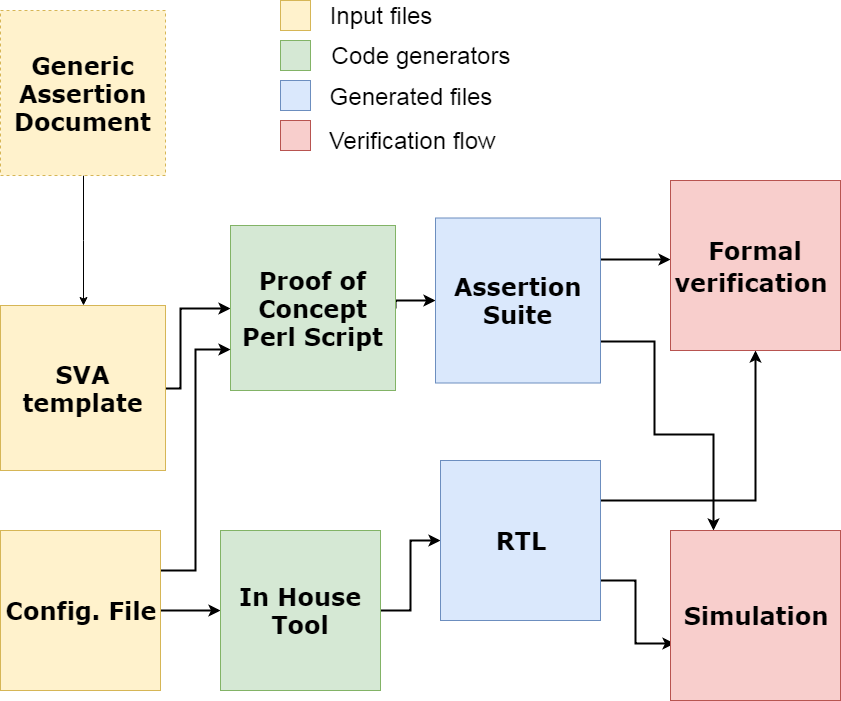 Input files
Code generators
Generated files
Verification flow
Generic
Assertion
Document
SVA
template
Config. File
Proof of
Concept
Perl Script
In House
Tool
Assertion
Suite
RTL
Formal
verification
Simulation